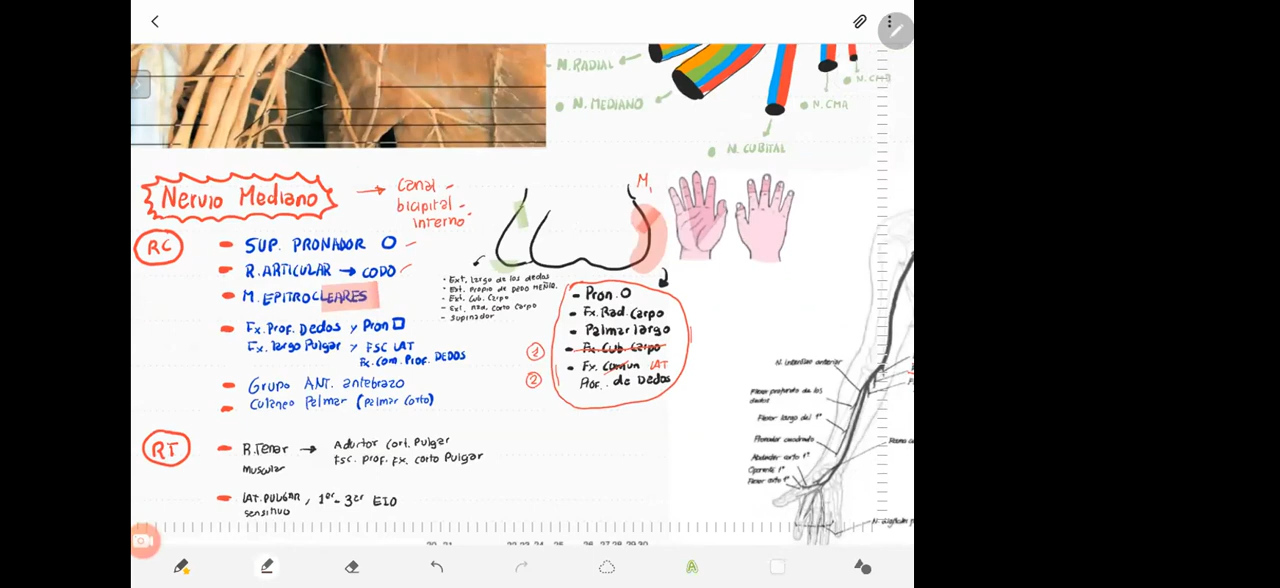 N. RADIAL
N. MEDIANO
N. CMA
N. CUBITAL
Nervio Mediano
Canal
bicipital
interno
M,
RC
SUP. PRONADOR O
R. ARTICULAR → CODO
M. EPITROCLEARES
Fx. Prof. Dedos y Pron □
Fx. largo Pulgar y FSC LAT
Fx. Com. Prof. DEDOS
Grupo ANT. antebrazo
Cutaneo Palmar (Palmar Corto)
Ext. largo de los dedos
Ext. Propio de DEDO MEÑIQ.
Ext. Cub. Carpo
Ext. Rad. Corto Carpo
Supinador
- Pron. O
- Fx. Rad. Carpo
- Palmar largo
1
- Fx. Cub. Carpo
- Fx. Comun LAT
2
Prof. de Dedos
RT
R. Tenar → Aductor Cort. Pulgar
Muscular
Fsc. prof. Fx. Corto Pulgar
LAT. PULGAR, 1er - 3er EIO
sensitivo
N. interóseo anterior
Flexor profundo de los
dedos
Flexor largo del 1°
Pronador cuadrado
Abductor corto 1°
Oponente 1°
Flexor corto 1°
A